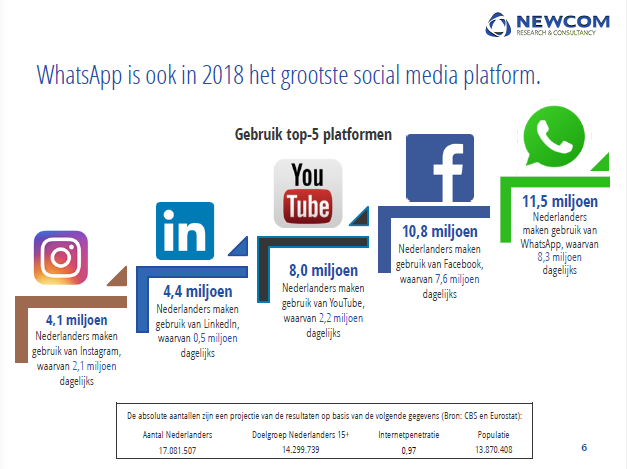 NEWCOM
RESEARCH & CONSULTANCY
WhatsApp is ook in 2018 het grootste social media platform.
Gebruik top-5 platformen
4,1 miljoen
Nederlanders maken
gebruik van Instagram,
waarvan 2,1 miljoen
dagelijks
in
4,4 miljoen
Nederlanders maken
gebruik van LinkedIn,
waarvan 0,5 miljoen
dagelijks
You
Tube
8,0 miljoen
Nederlanders maken
gebruik van YouTube,
waarvan 2,2 miljoen
dagelijks
f
10,8 miljoen
Nederlanders maken
gebruik van Facebook,
waarvan 7,6 miljoen
dagelijks
11,5 miljoen
Nederlanders
maken gebruik van
WhatsApp, waarvan
8,3 miljoen
dagelijks
De absolute aantallen zijn een projectie van de resultaten op basis van de volgende gegevens (Bron: CBS en Eurostat):
Aantal Nederlanders Doelgroep Nederlanders 15+ Internetpenetratie Populatie
17.081.507 14.299.739 0,97 13.870.408
6